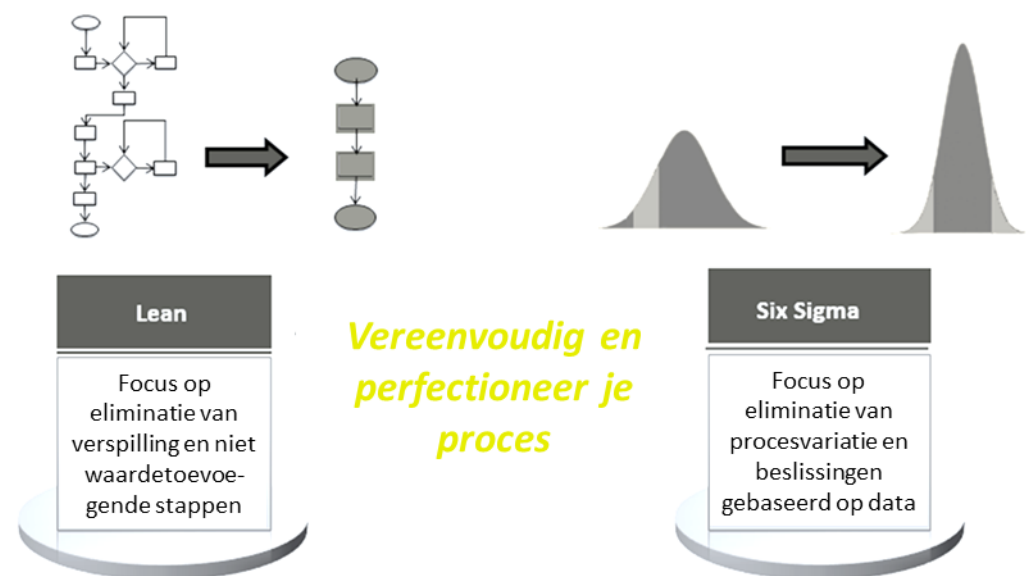 Lean
Focus op
eliminatie van
verspilling en niet
waardetoevoe-
gende stappen
Vereenvoudig en
perfectioneer je
proces
Six Sigma
Focus op
eliminatie van
procesvariatie en
beslissingen
gebaseerd op data